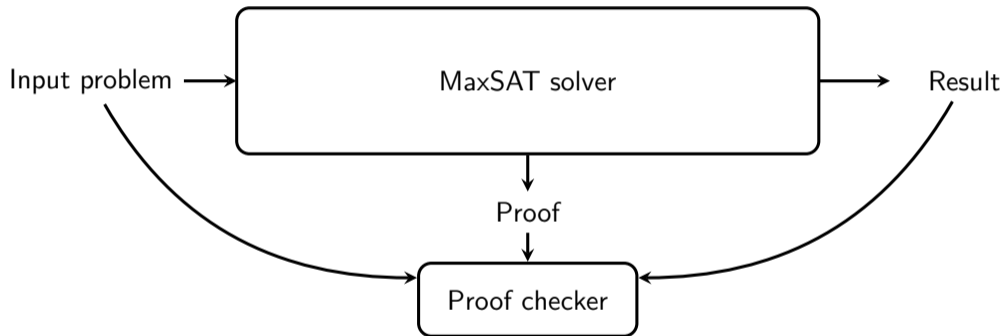 Input problem
MaxSAT solver
Result
Proof
Proof checker